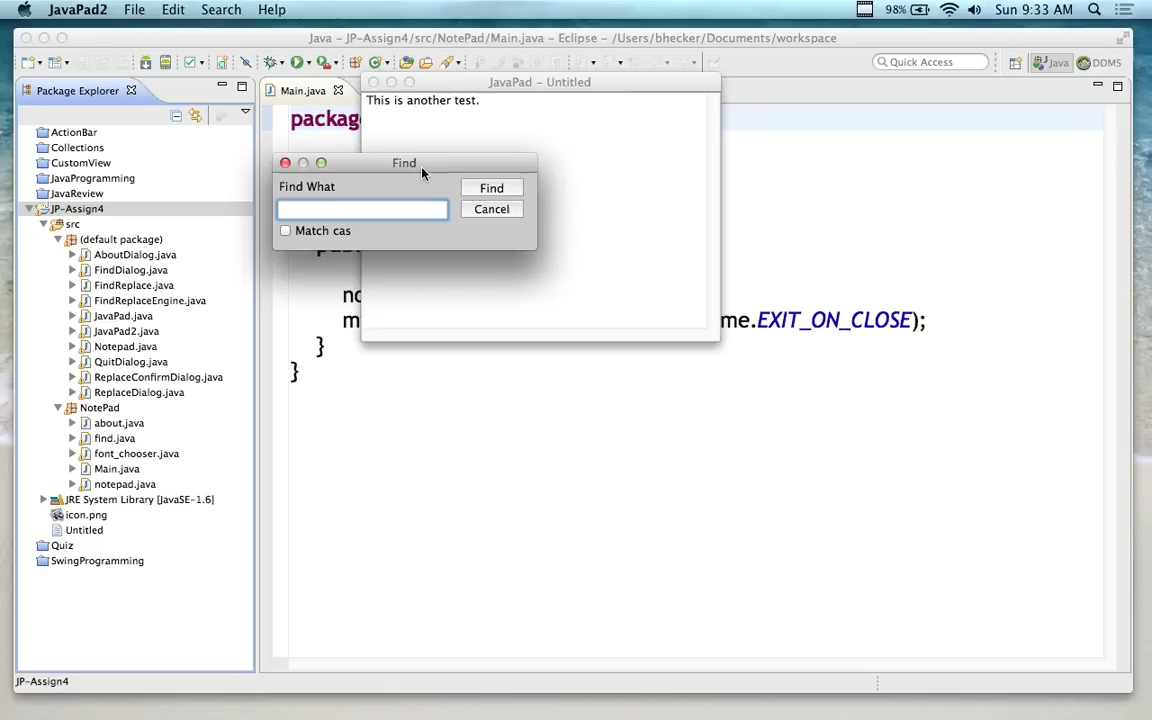 JavaPad2 File Edit Search Help 98% Sun 9:33 AM
Java - JP-Assign4/src/NotePad/Main.java - Eclipse - /Users/bhecker/Documents/workspace
Quick Access Java DDMS
Package Explorer
Main.java
JavaPad - Untitled
This is another test.
packag
Find
Find What
Find
Cancel
Match cas
me.EXIT_ON_CLOSE);
}
}
ActionBar
Collections
CustomView
JavaProgramming
JavaReview
JP-Assign4
src
(default package)
AboutDialog.java
FindDialog.java
FindReplace.java
FindReplaceEngine.java
JavaPad.java
JavaPad2.java
Notepad.java
QuitDialog.java
ReplaceConfirmDialog.java
ReplaceDialog.java
NotePad
about.java
find.java
font_chooser.java
Main.java
notepad.java
JRE System Library [JavaSE-1.6]
icon.png
Untitled
Quiz
SwingProgramming
JP-Assign4